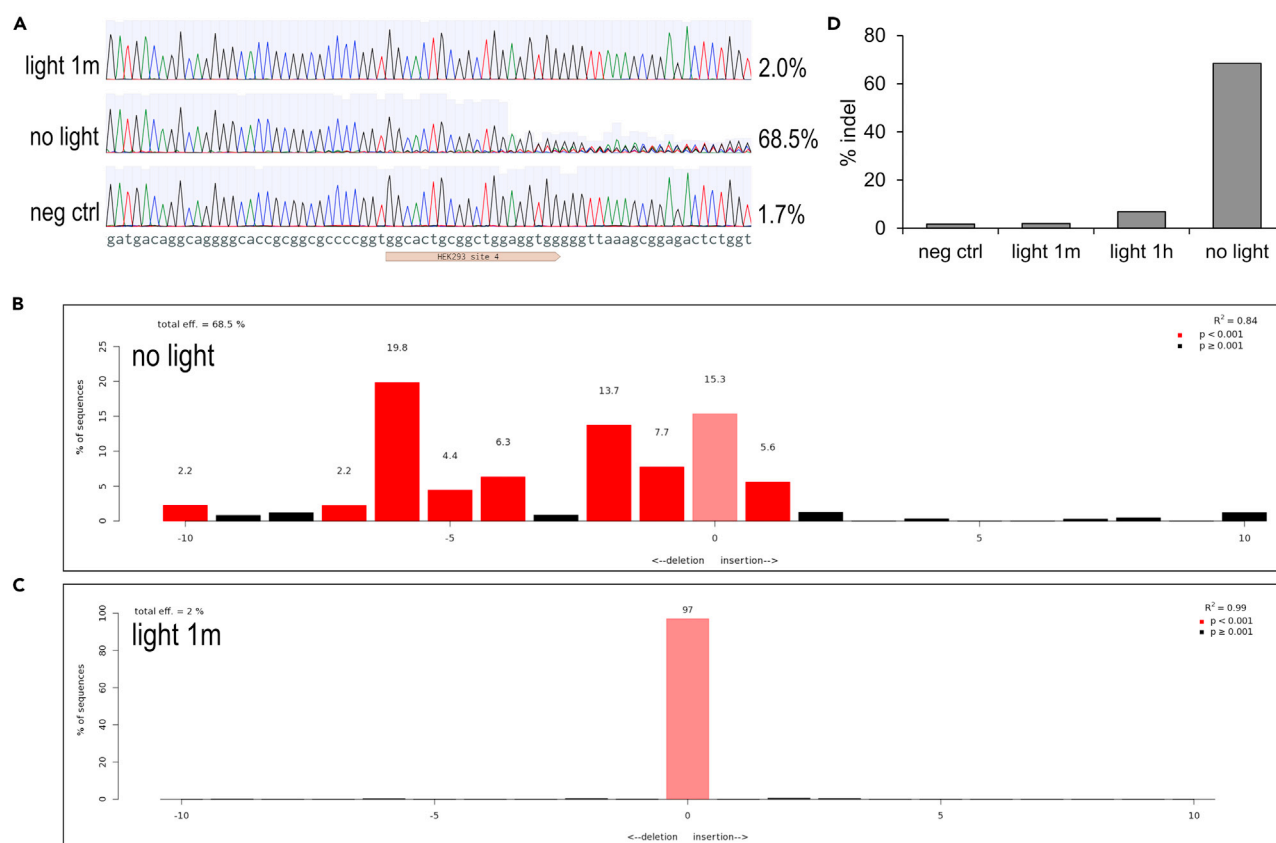 A
light 1m
2.0%
no light
68.5%
neg ctrl
1.7%
gatgacaggcaggggcaccgcggcgccccggtggcactgcggctggaggtgggggttaaagcggagactctggt
HEK293 site 4
D
% indel
80
60
40
20
0
neg ctrl light 1m light 1h no light
B
total eff. = 68.5 %
no light
R² = 0.84
p < 0.001
p ≥ 0.001
% of sequences
25
20
15
10
5
0
2.2 2.2 19.8 4.4 6.3 13.7 7.7 15.3 5.6
-10 -5 0 5 10
<--deletion insertion-->
C
total eff. = 2 %
light 1m
R² = 0.99
p < 0.001
p ≥ 0.001
% of sequences
100
80
60
40
20
0
97
-10 -5 0 5 10
<--deletion insertion-->